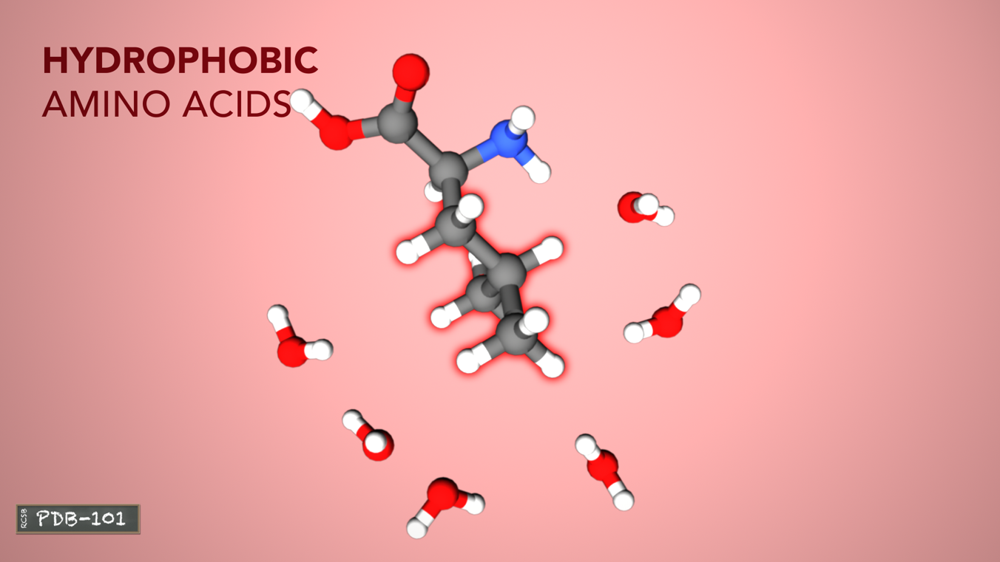 HYDROPHOBIC
AMINO ACIDS
RCSB PDB-101